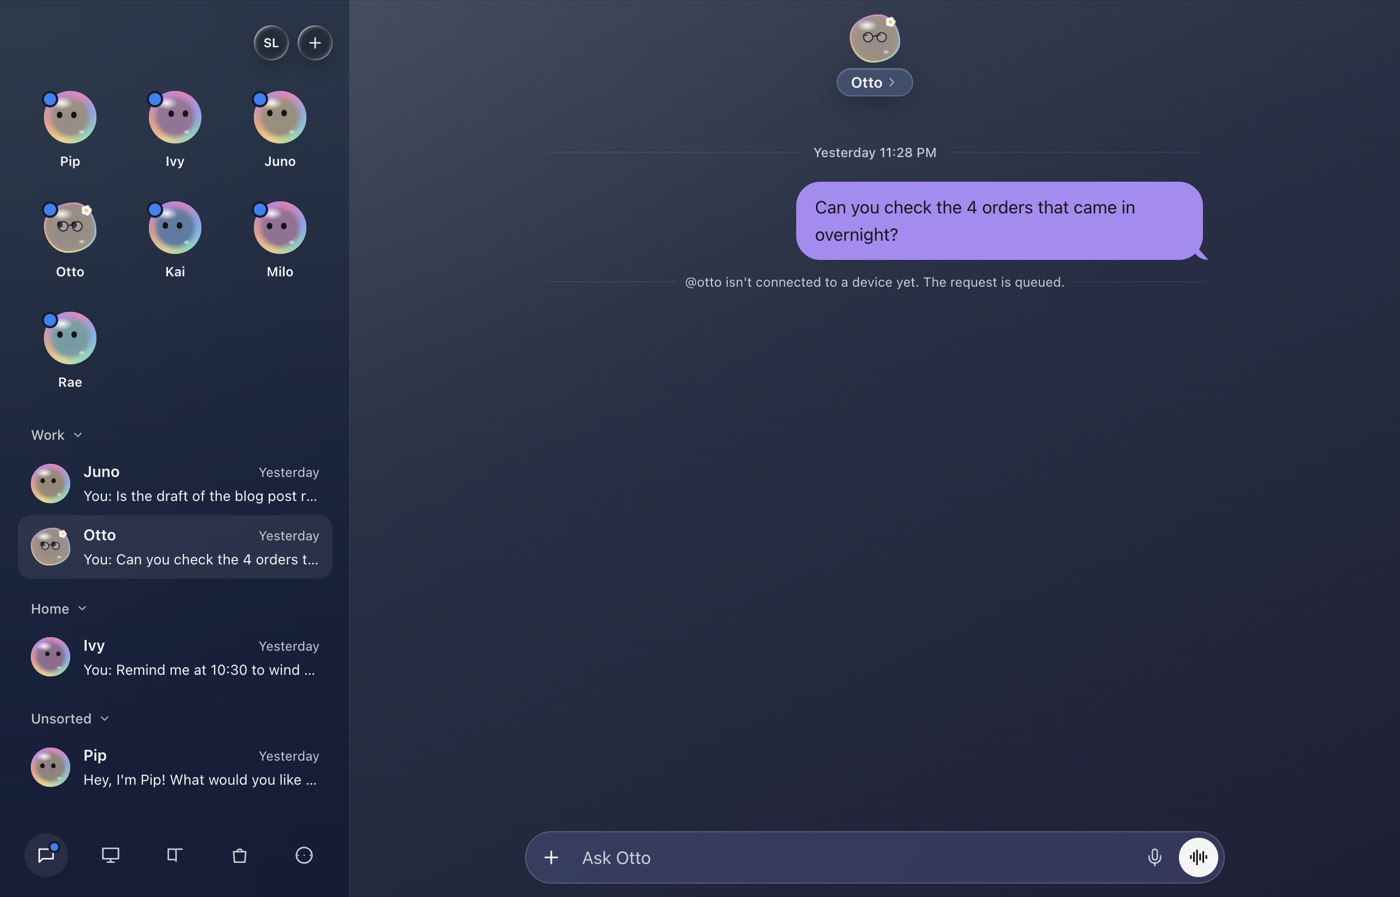 SL
Pip
Ivy
Juno
Otto
Kai
Milo
Rae
Work
Juno
Yesterday
You: Is the draft of the blog post r...
Otto
Yesterday
You: Can you check the 4 orders t...
Home
Ivy
Yesterday
You: Remind me at 10:30 to wind ...
Unsorted
Pip
Yesterday
Hey, I'm Pip! What would you like ...
Otto
Yesterday 11:28 PM
Can you check the 4 orders that came in
overnight?
@otto isn't connected to a device yet. The request is queued.
Ask Otto